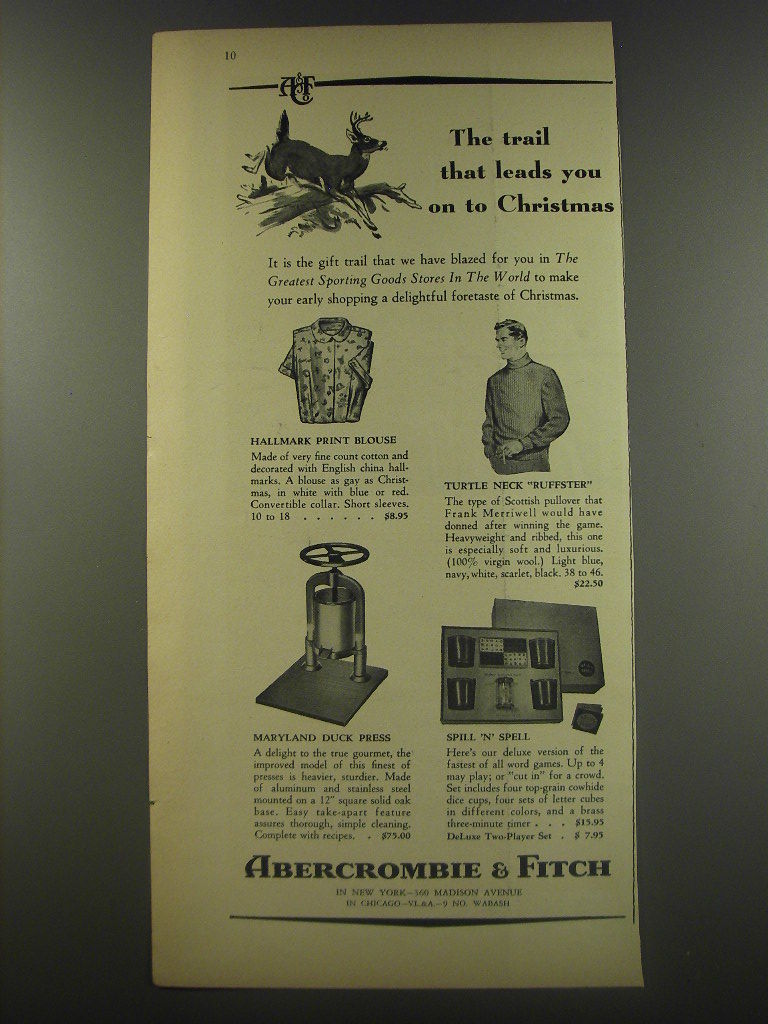 10
A&F Co.
The trail
that leads you
on to Christmas
It is the gift trail that we have blazed for you in The
Greatest Sporting Goods Stores In The World to make
your early shopping a delightful foretaste of Christmas.
HALLMARK PRINT BLOUSE
Made of very fine count cotton and
decorated with English china hall-
marks. A blouse as gay as Christ-
mas, in white with blue or red.
Convertible collar. Short sleeves.
10 to 18 . . . . . . $8.95
TURTLE NECK "RUFFSTER"
The type of Scottish pullover that
Frank Merriwell would have
donned after winning the game.
Heavyweight and ribbed, this one
is especially soft and luxurious.
(100% virgin wool.) Light blue,
navy, white, scarlet, black. 38 to 46.
$22.50
MARYLAND DUCK PRESS
A delight to the true gourmet, the
improved model of this finest of
presses is heavier, sturdier. Made
of aluminum and stainless steel
mounted on a 12" square solid oak
base. Easy take-apart feature
assures thorough, simple cleaning.
Complete with recipes. . $75.00
SPILL 'N' SPELL
Here's our deluxe version of the
fastest of all word games. Up to 4
may play; or "cut in" for a crowd.
Set includes four top-grain cowhide
dice cups, four sets of letter cubes
in different colors, and a brass
three-minute timer . . . $15.95
DeLuxe Two-Player Set . $ 7.95
ABERCROMBIE & FITCH
IN NEW YORK—360 MADISON AVENUE
IN CHICAGO—V.L.&A.—9 NO. WABASH